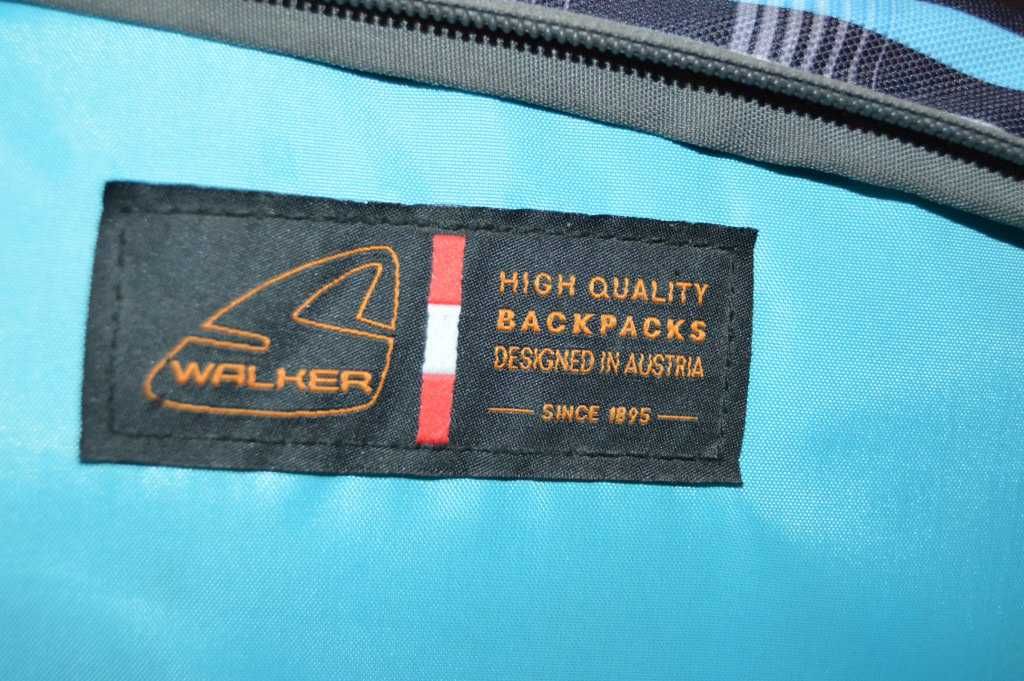 WALKER
HIGH QUALITY
BACKPACKS
DESIGNED IN AUSTRIA
SINCE 1895